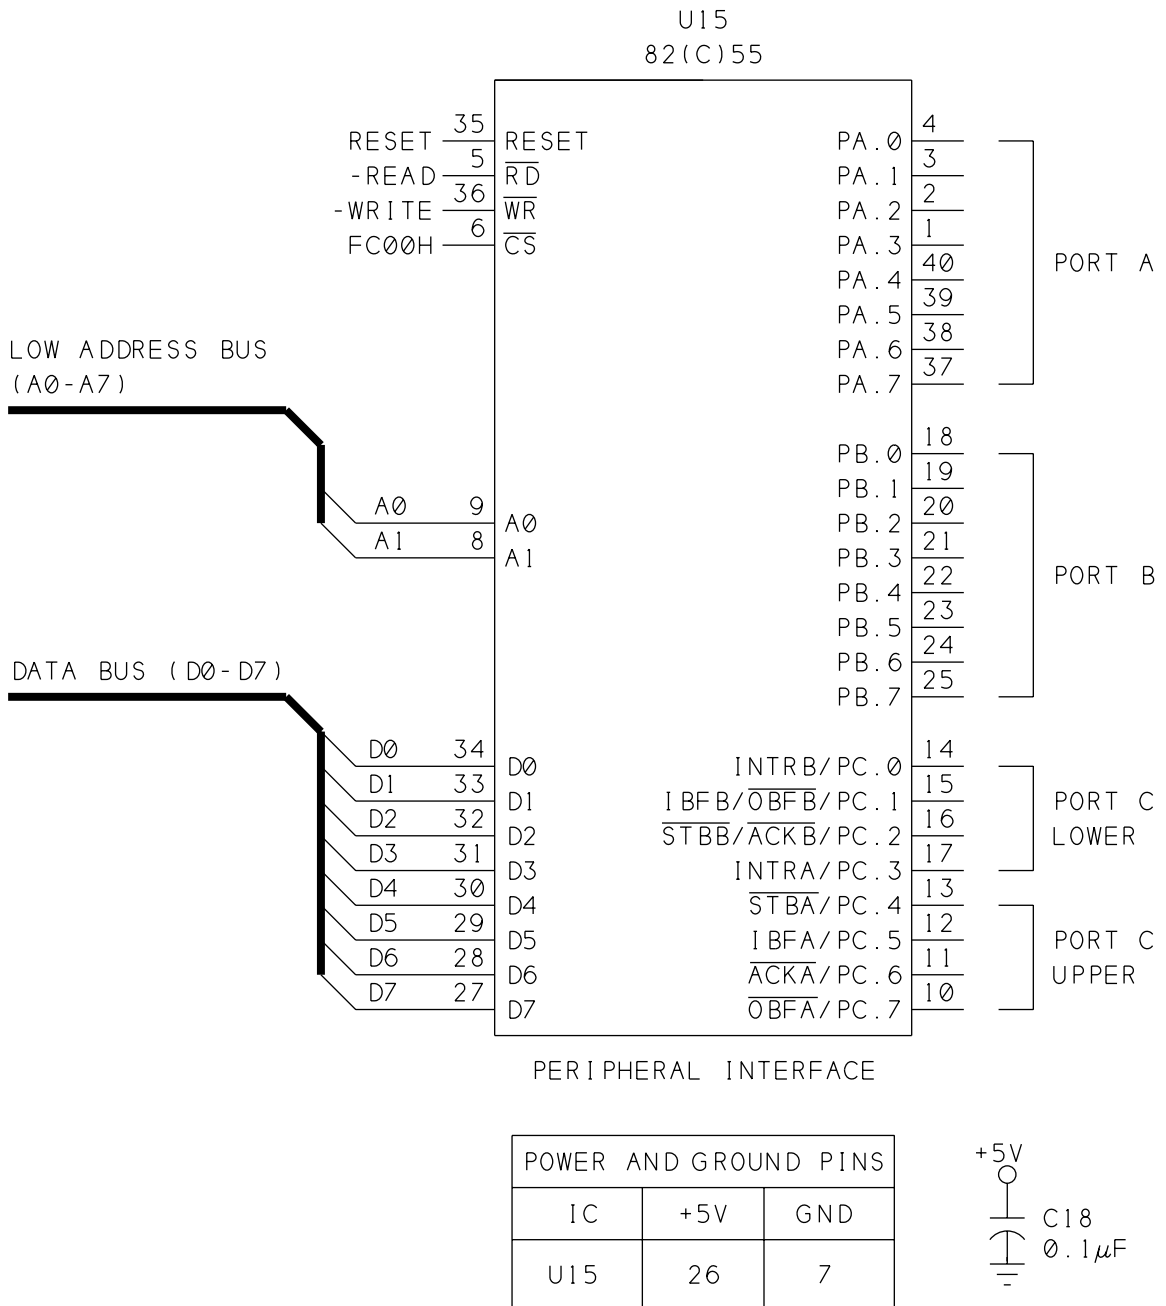 U15
82(C)55
RESET 35 RESET
-READ 5 RD
-WRITE 36 WR
FC00H 6 CS
PA.0 4
PA.1 3
PA.2 2
PA.3 1
PA.4 40
PA.5 39
PA.6 38
PA.7 37
PORT A
LOW ADDRESS BUS
(A0-A7)
A0 9 A0
A1 8 A1
PB.0 18
PB.1 19
PB.2 20
PB.3 21
PB.4 22
PB.5 23
PB.6 24
PB.7 25
PORT B
DATA BUS (D0-D7)
D0 34 D0
D1 33 D1
D2 32 D2
D3 31 D3
D4 30 D4
D5 29 D5
D6 28 D6
D7 27 D7
INTRB/PC.0 14
IBFB/OBFB/PC.1 15
STBB/ACKB/PC.2 16
INTRA/PC.3 17
STBA/PC.4 13
IBFA/PC.5 12
ACKA/PC.6 11
OBFA/PC.7 10
PORT C
LOWER
PORT C
UPPER
PERIPHERAL INTERFACE
POWER AND GROUND PINS
IC +5V GND
U15 26 7
+5V
C18
0.1µF